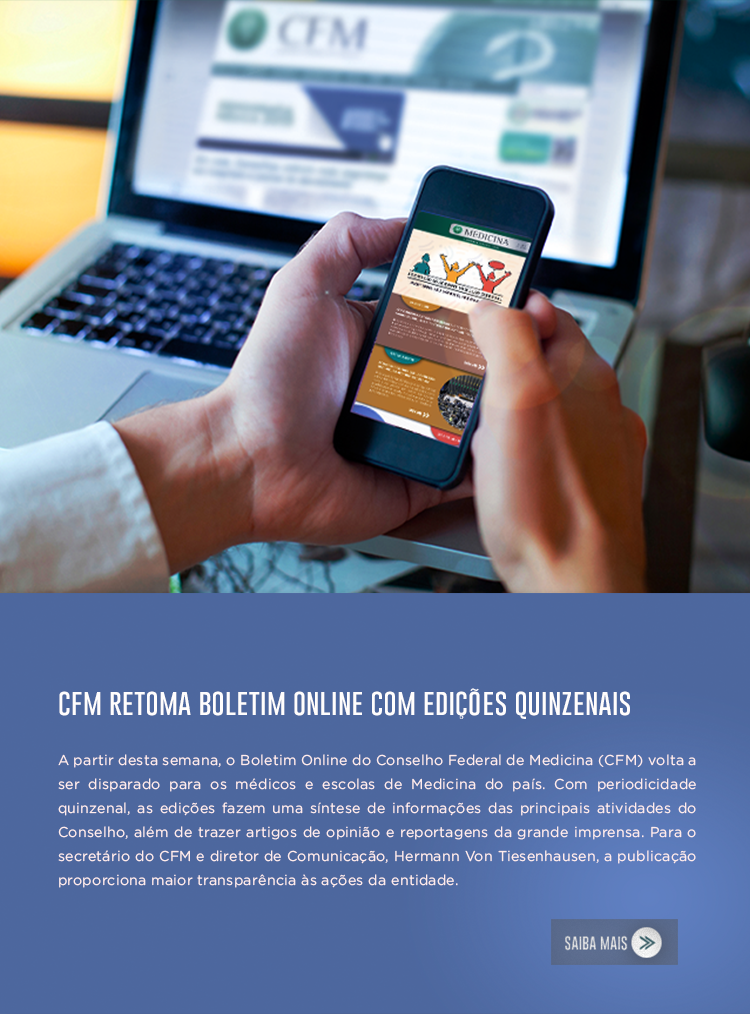 CFM
MEDICINA
CFM RETOMA BOLETIM ONLINE COM EDIÇÕES QUINZENAIS
A partir desta semana, o Boletim Online do Conselho Federal de Medicina (CFM) volta a
ser disparado para os médicos e escolas de Medicina do país. Com periodicidade
quinzenal, as edições fazem uma síntese de informações das principais atividades do
Conselho, além de trazer artigos de opinião e reportagens da grande imprensa. Para o
secretário do CFM e diretor de Comunicação, Hermann Von Tiesenhausen, a publicação
proporciona maior transparência às ações da entidade.
SAIBA MAIS